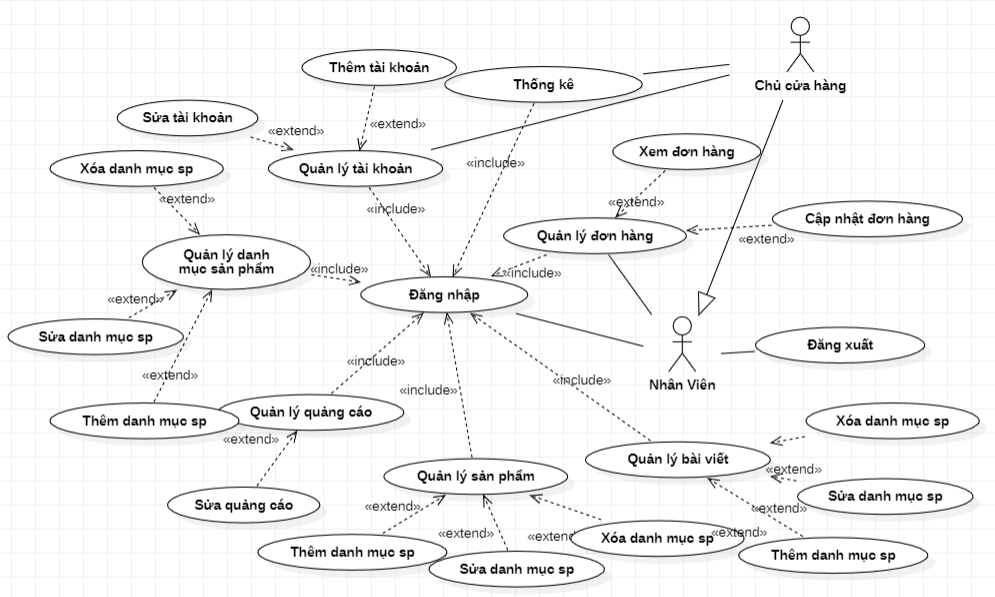 Thêm tài khoản
Thống kê
Chủ cửa hàng
Sửa tài khoản
«extend»
«extend»
Xóa danh mục sp
Quản lý tài khoản
«include»
Xem đơn hàng
«extend»
«include»
«extend»
Cập nhật đơn hàng
Quản lý đơn hàng
«extend»
Quản lý danh
mục sản phẩm
«include»
«include»
Đăng nhập
«extend»
Sửa danh mục sp
Đăng xuất
«include»
«extend»
«include»
Nhân Viên
«include»
Thêm danh mục sp
Quản lý quảng cáo
Xóa danh mục sp
«extend»
Quản lý bài viết
«extend»
Quản lý sản phẩm
Sửa danh mục sp
Sửa quảng cáo
«extend»
«extend»
«extend»
«extend»
«extend»
Xóa danh mục sp
Thêm danh mục sp
Thêm danh mục sp
Sửa danh mục sp